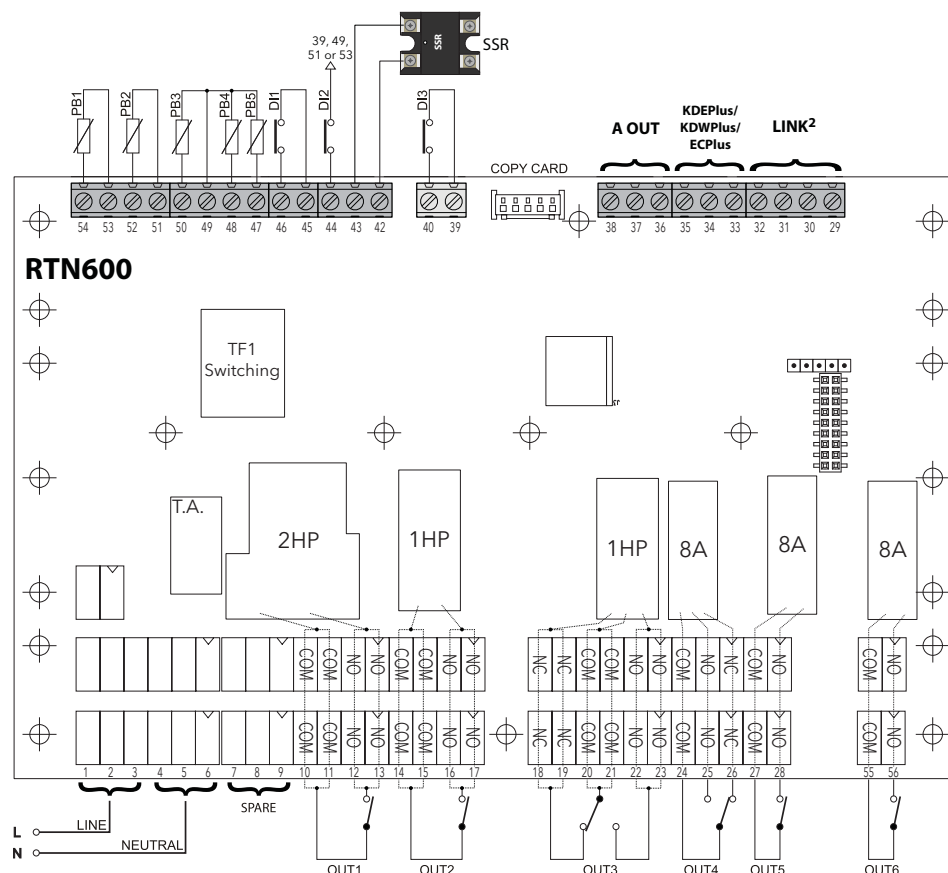 39, 49,
51 or 53
SSR
SSR
PB1
PB2
PB3
PB4
PB5
DI1
DI2
DI3
COPY CARD
A OUT
KDEPlus/
KDWPlus/
ECPlus
LINK²
54 53 52 51 50 49 48 47 46 45 44 43 42 40 39 38 37 36 35 34 33 32 31 30 29
RTN600
TF1
Switching
T.A.
2HP
1HP
1HP
8A
8A
8A
COM COM NO NO COM COM NO NO NC NC COM COM NO NO COM NO NC COM NO COM NO
COM COM NO NO COM COM NO NO NC NC COM COM NO NO COM NO NC COM NO COM NO
1 2 3 4 5 6 7 8 9 10 11 12 13 14 15 16 17 18 19 20 21 22 23 24 25 26 27 28 55 56
SPARE
L LINE
N NEUTRAL
OUT1 OUT2 OUT3 OUT4 OUT5 OUT6